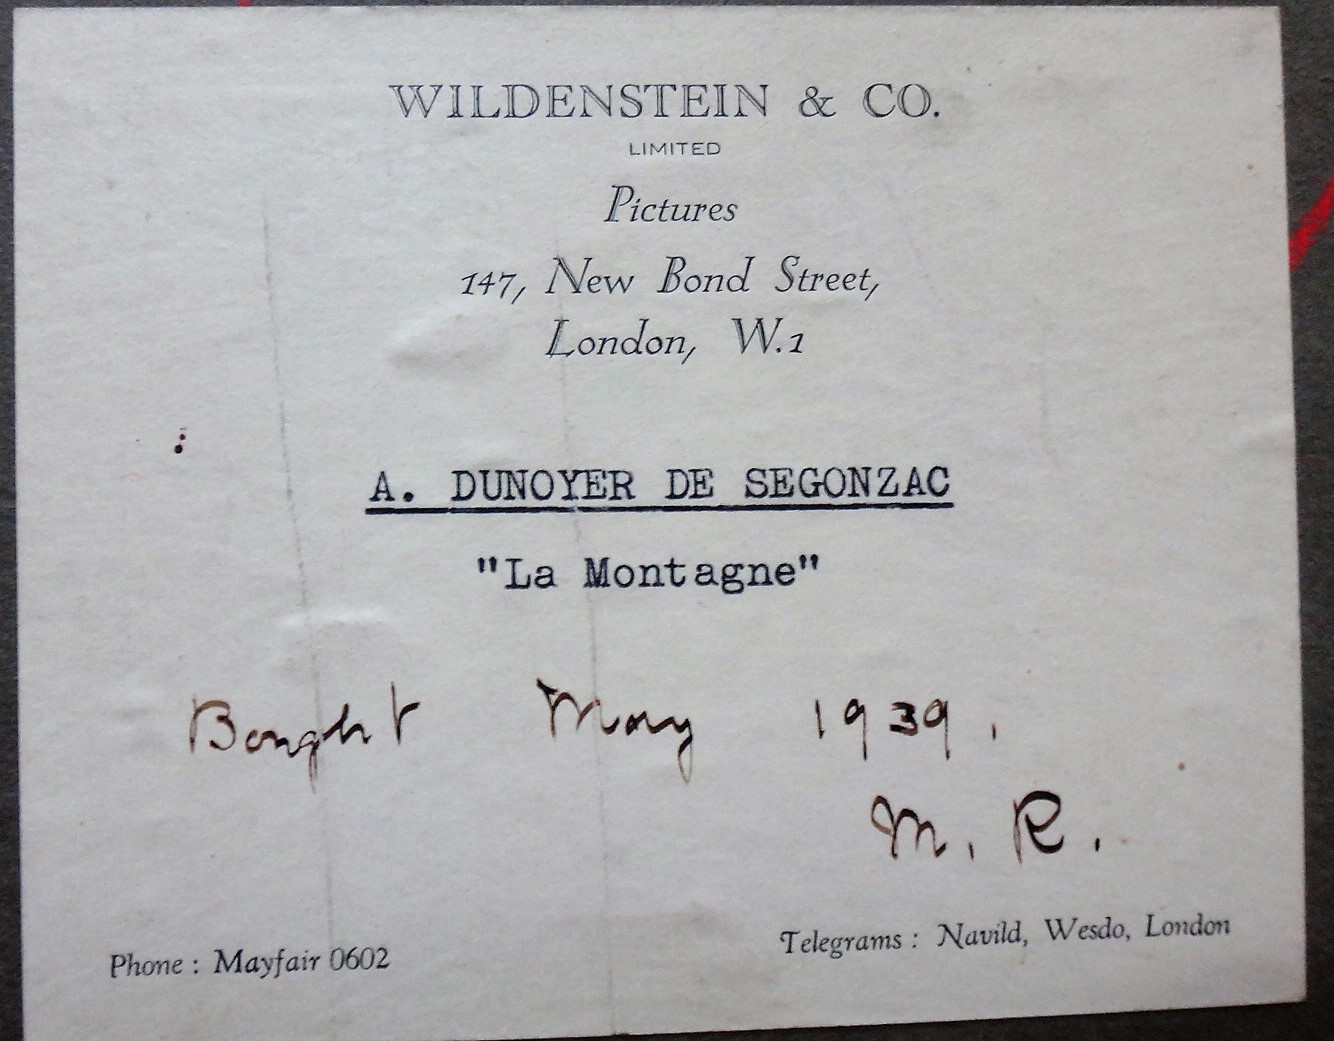 WILDENSTEIN & CO.
LIMITED
Pictures
147, New Bond Street,
London, W.1
A. DUNOYER DE SEGONZAC
"La Montagne"
Bought May 1939.
M. R.
Phone : Mayfair 0602
Telegrams : Navild, Wesdo, London